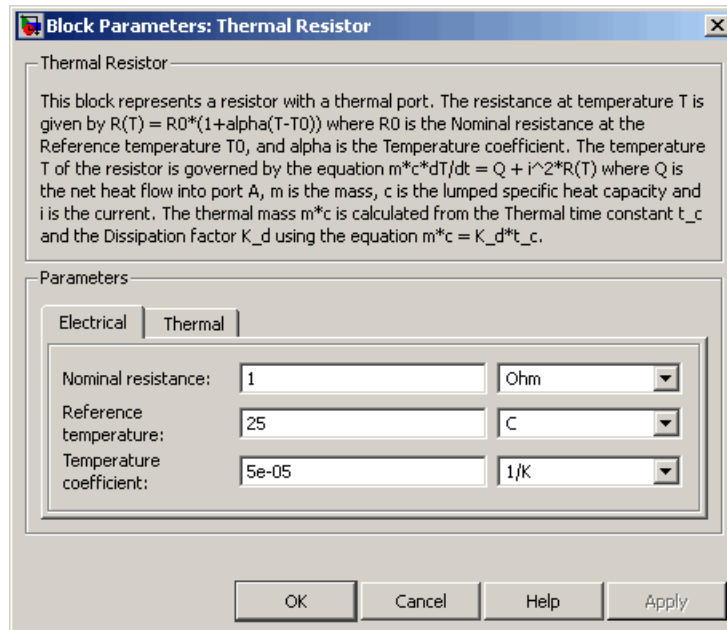 Block Parameters: Thermal Resistor
Thermal Resistor
This block represents a resistor with a thermal port. The resistance at temperature T is
given by R(T) = R0*(1+alpha(T-T0)) where R0 is the Nominal resistance at the
Reference temperature T0, and alpha is the Temperature coefficient. The temperature
T of the resistor is governed by the equation m*c*dT/dt = Q + i^2*R(T) where Q is
the net heat flow into port A, m is the mass, c is the lumped specific heat capacity and
i is the current. The thermal mass m*c is calculated from the Thermal time constant t_c
and the Dissipation factor K_d using the equation m*c = K_d*t_c.
Parameters
Electrical Thermal
Nominal resistance: 1 Ohm
Reference
temperature: 25 C
Temperature
coefficient: 5e-05 1/K
OK Cancel Help Apply